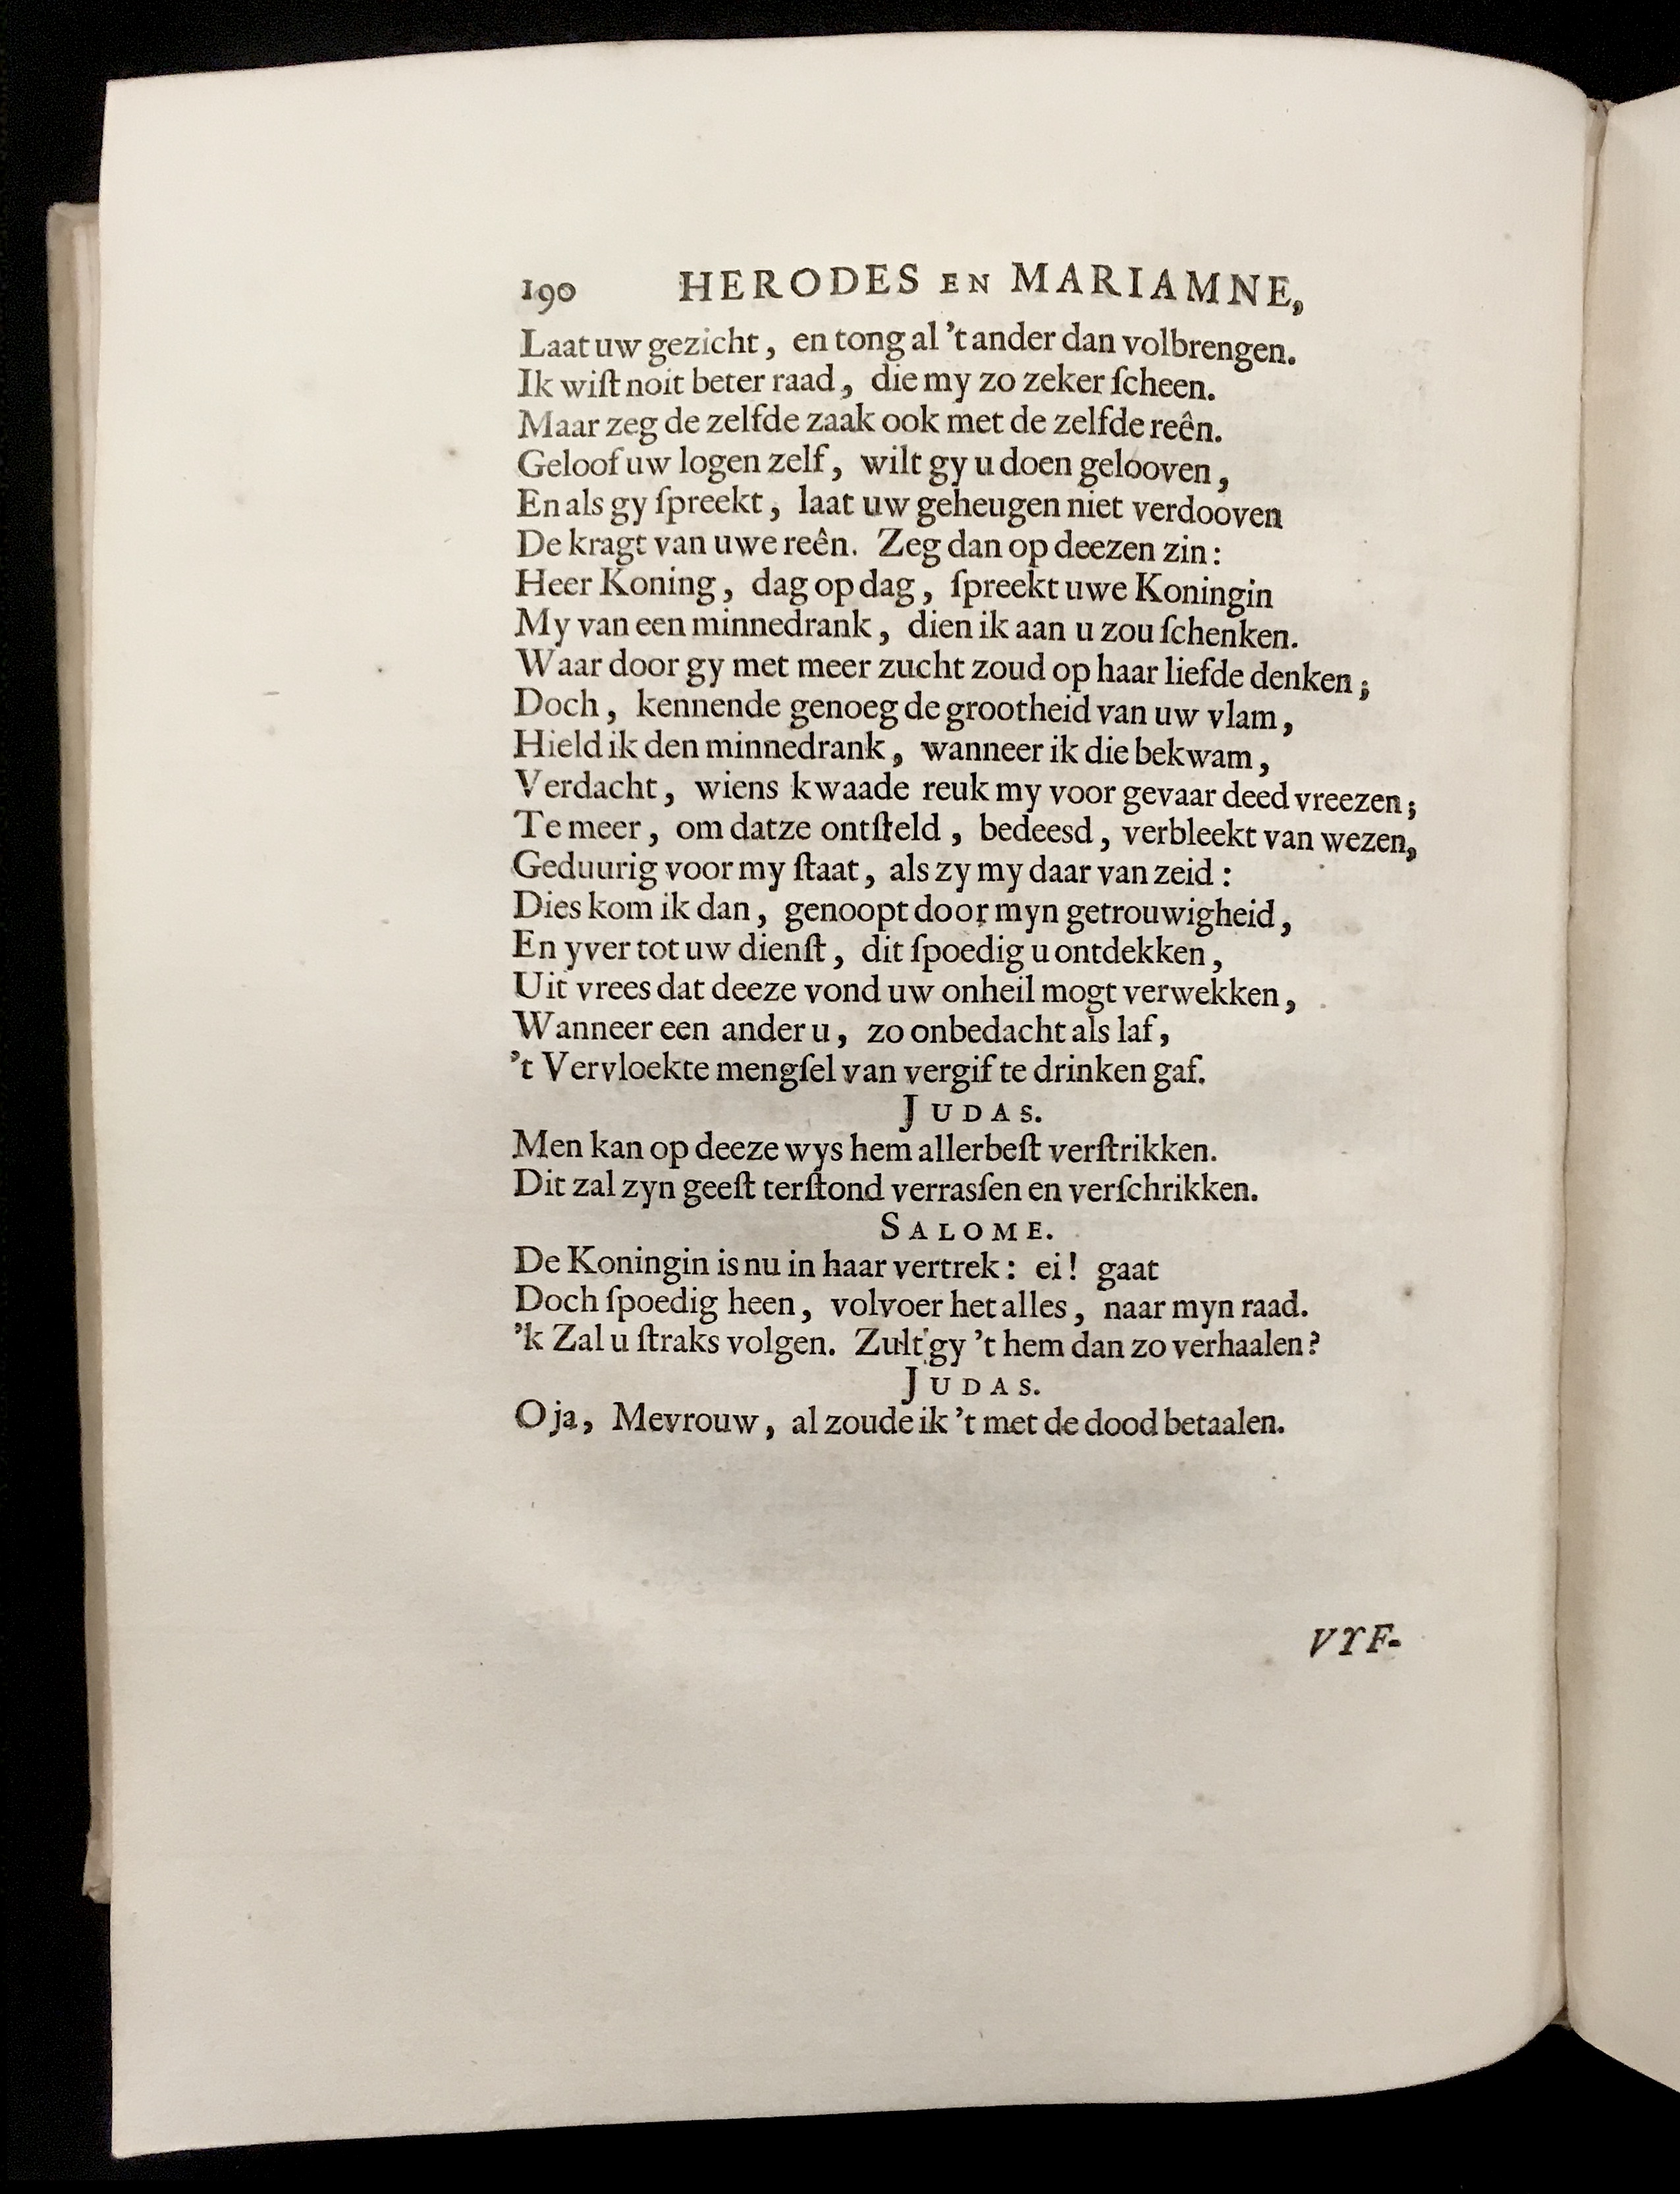 190 HERODES EN MARIAMNE,
Laat uw gezicht, en tong al 't ander dan volbrengen.
Ik wiſt noit beter raad, die my zo zeker ſcheen.
Maar zeg de zelfde zaak ook met de zelfde reên.
Geloof uw logen zelf, wilt gy u doen gelooven,
En als gy ſpreekt, laat uw geheugen niet verdooven
De kragt van uwe reên. Zeg dan op deezen zin:
Heer Koning, dag op dag, ſpreekt uwe Koningin
My van een minnedrank, dien ik aan u zou ſchenken.
Waar door gy met meer zucht zoud op haar liefde denken;
Doch, kennende genoeg de grootheid van uw vlam,
Hield ik den minnedrank, wanneer ik die bekwam,
Verdacht, wiens kwaade reuk my voor gevaar deed vreezen;
Te meer, om datze ontſteld, bedeesd, verbleekt van wezen,
Geduurig voor my ſtaat, als zy my daar van zeid:
Dies kom ik dan, genoopt door myn getrouwigheid,
En yver tot uw dienſt, dit ſpoedig u ontdekken,
Uit vrees dat deeze vond uw onheil mogt verwekken,
Wanneer een ander u, zo onbedacht als laf,
't Vervloekte mengſel van vergif te drinken gaf.
JUDAS.
Men kan op deeze wys hem allerbeſt verſtrikken.
Dit zal zyn geeſt terſtond verrasſen en verſchrikken.
SALOME.
De Koningin is nu in haar vertrek: ei! gaat
Doch ſpoedig heen, volvoer het alles, naar myn raad.
'k Zal u ſtraks volgen. Zult gy 't hem dan zo verhaalen?
JUDAS.
O ja, Mevrouw, al zoude ik 't met de dood betaalen.
VYF-